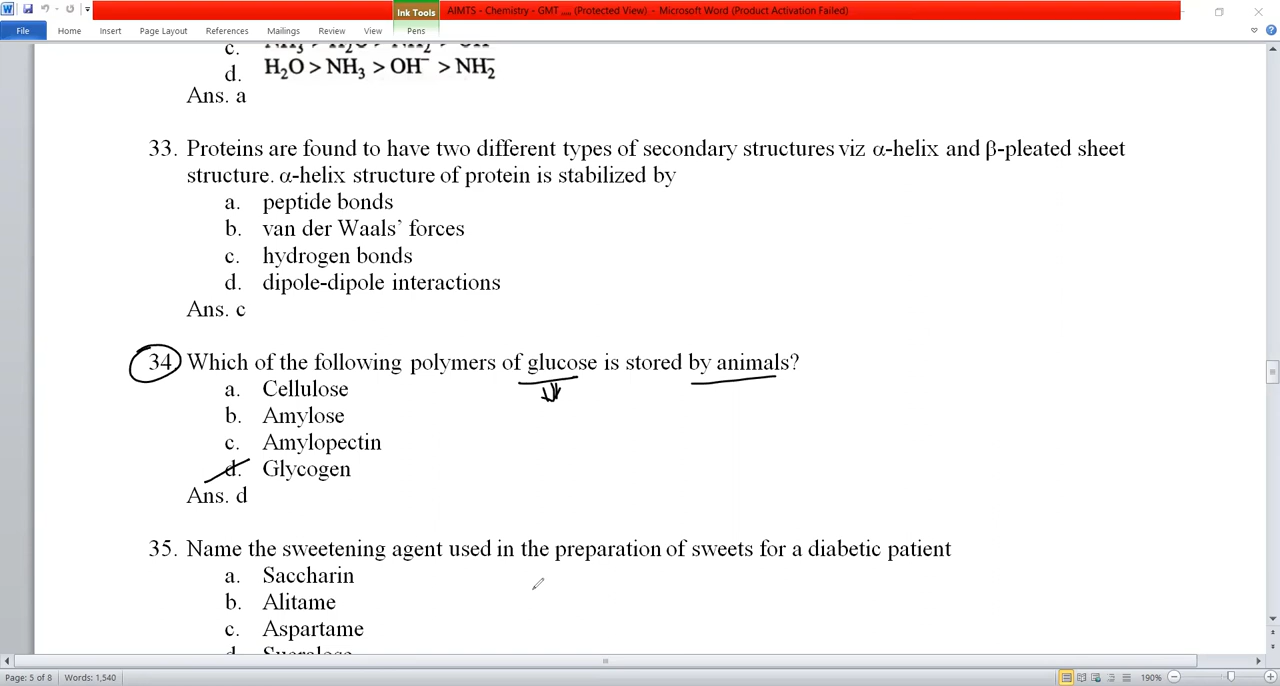 Ink Tools
AIMTS - Chemistry - GMT ,,,, (Protected View) - Microsoft Word (Product Activation Failed)
File Home Insert Page Layout References Mailings Review View Pens
c. NH3 > H2O > NH2- > OH-
d. H2O > NH3 > OH- > NH2-
Ans. a
33. Proteins are found to have two different types of secondary structures viz α-helix and β-pleated sheet
structure. α-helix structure of protein is stabilized by
a. peptide bonds
b. van der Waals’ forces
c. hydrogen bonds
d. dipole-dipole interactions
Ans. c
34. Which of the following polymers of glucose is stored by animals?
a. Cellulose
b. Amylose
c. Amylopectin
d. Glycogen
Ans. d
35. Name the sweetening agent used in the preparation of sweets for a diabetic patient
a. Saccharin
b. Alitame
c. Aspartame
d. Sucralose
Page: 5 of 8 Words: 1,540 190%